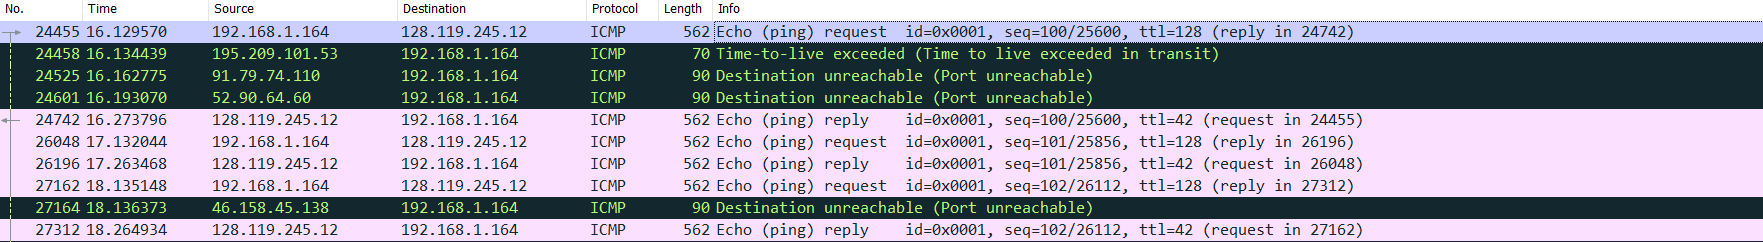 No. Time Source Destination Protocol Length Info
24455 16.129570 192.168.1.164 128.119.245.12 ICMP 562 Echo (ping) request id=0x0001, seq=100/25600, ttl=128 (reply in 24742)
24458 16.134439 195.209.101.53 192.168.1.164 ICMP 70 Time-to-live exceeded (Time to live exceeded in transit)
24525 16.162775 91.79.74.110 192.168.1.164 ICMP 90 Destination unreachable (Port unreachable)
24601 16.193070 52.90.64.60 192.168.1.164 ICMP 90 Destination unreachable (Port unreachable)
24742 16.273796 128.119.245.12 192.168.1.164 ICMP 562 Echo (ping) reply id=0x0001, seq=100/25600, ttl=42 (request in 24455)
26048 17.132044 192.168.1.164 128.119.245.12 ICMP 562 Echo (ping) request id=0x0001, seq=101/25856, ttl=128 (reply in 26196)
26196 17.263468 128.119.245.12 192.168.1.164 ICMP 562 Echo (ping) reply id=0x0001, seq=101/25856, ttl=42 (request in 26048)
27162 18.135148 192.168.1.164 128.119.245.12 ICMP 562 Echo (ping) request id=0x0001, seq=102/26112, ttl=128 (reply in 27312)
27164 18.136373 46.158.45.138 192.168.1.164 ICMP 90 Destination unreachable (Port unreachable)
27312 18.264934 128.119.245.12 192.168.1.164 ICMP 562 Echo (ping) reply id=0x0001, seq=102/26112, ttl=42 (request in 27162)